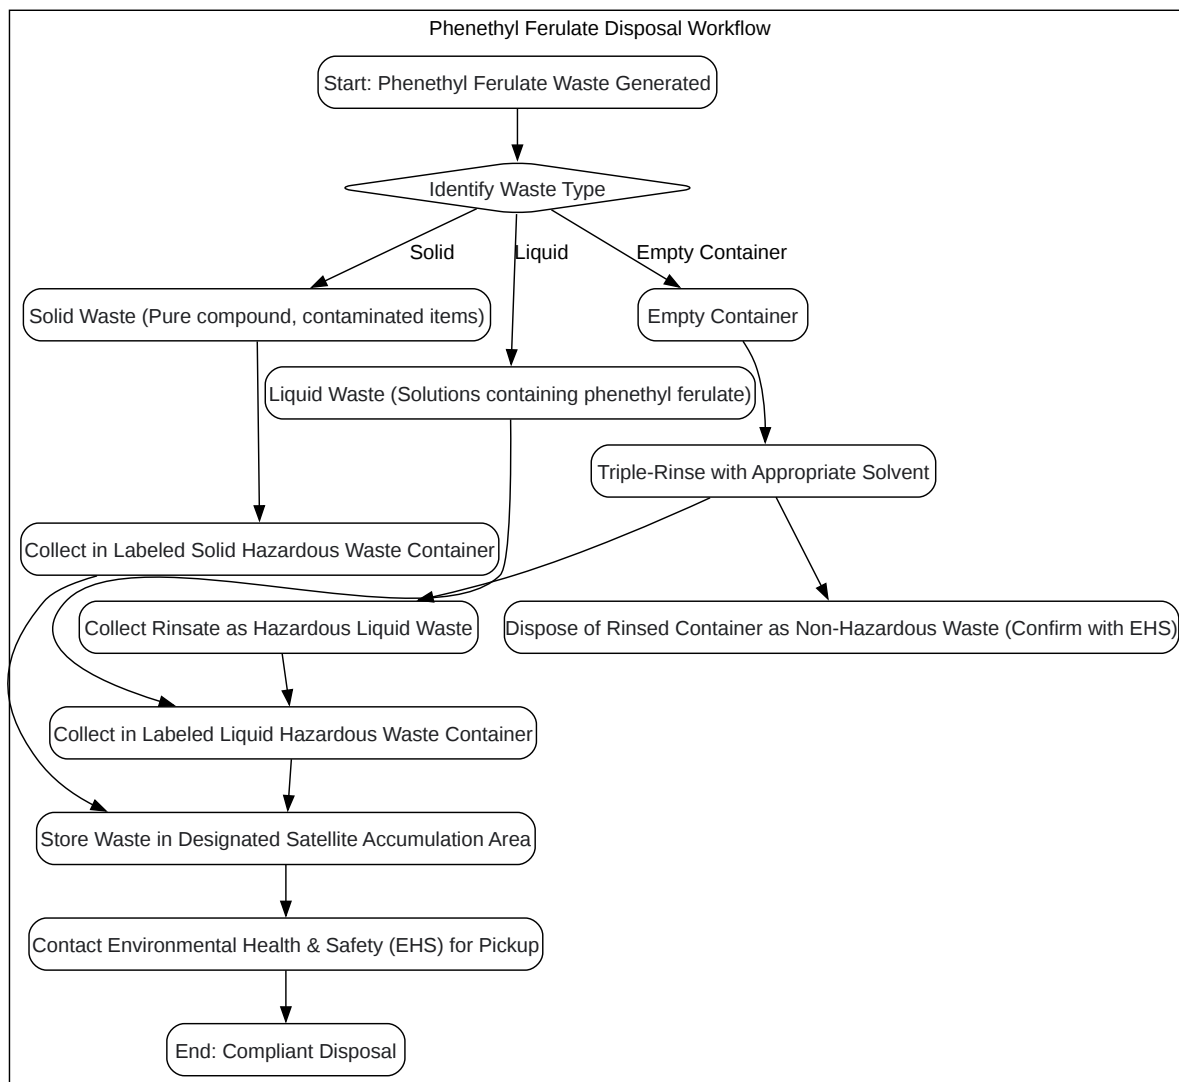 Phenethyl Ferulate Disposal Workflow
Start: Phenethyl Ferulate Waste Generated
Identify Waste Type
Solid
Liquid
Empty Container
Solid Waste (Pure compound, contaminated items)
Empty Container
Liquid Waste (Solutions containing phenethyl ferulate)
Triple-Rinse with Appropriate Solvent
Collect in Labeled Solid Hazardous Waste Container
Collect Rinsate as Hazardous Liquid Waste
Dispose of Rinsed Container as Non-Hazardous Waste (Confirm with EHS)
Collect in Labeled Liquid Hazardous Waste Container
Store Waste in Designated Satellite Accumulation Area
Contact Environmental Health & Safety (EHS) for Pickup
End: Compliant Disposal